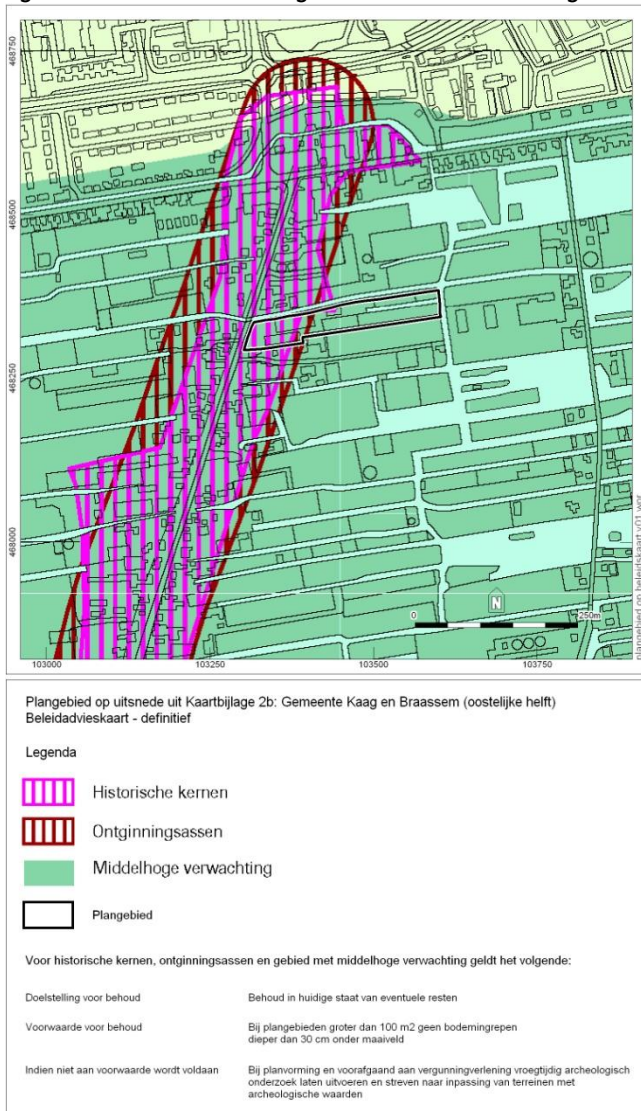 468750
468500
468250
468000
103000
103250
103500
103750
N
0
250m
plangebied op beleidskaart v01.wor
Plangebied op uitsnede uit Kaartbijlage 2b: Gemeente Kaag en Braassem (oostelijke helft)
Beleidadvieskaart - definitief
Legenda
Historische kernen
Ontginningsassen
Middelhoge verwachting
Plangebied
Voor historische kernen, ontginningsassen en gebied met middelhoge verwachting geldt het volgende:
Doelstelling voor behoud Behoud in huidige staat van eventuele resten
Voorwaarde voor behoud Bij plangebieden groter dan 100 m2 geen bodemingrepen
dieper dan 30 cm onder maaiveld
Indien niet aan voorwaarde wordt voldaan Bij planvorming en voorafgaand aan vergunningverlening vroegtijdig archeologisch
onderzoek laten uitvoeren en streven naar inpassing van terreinen met
archeologische waarden